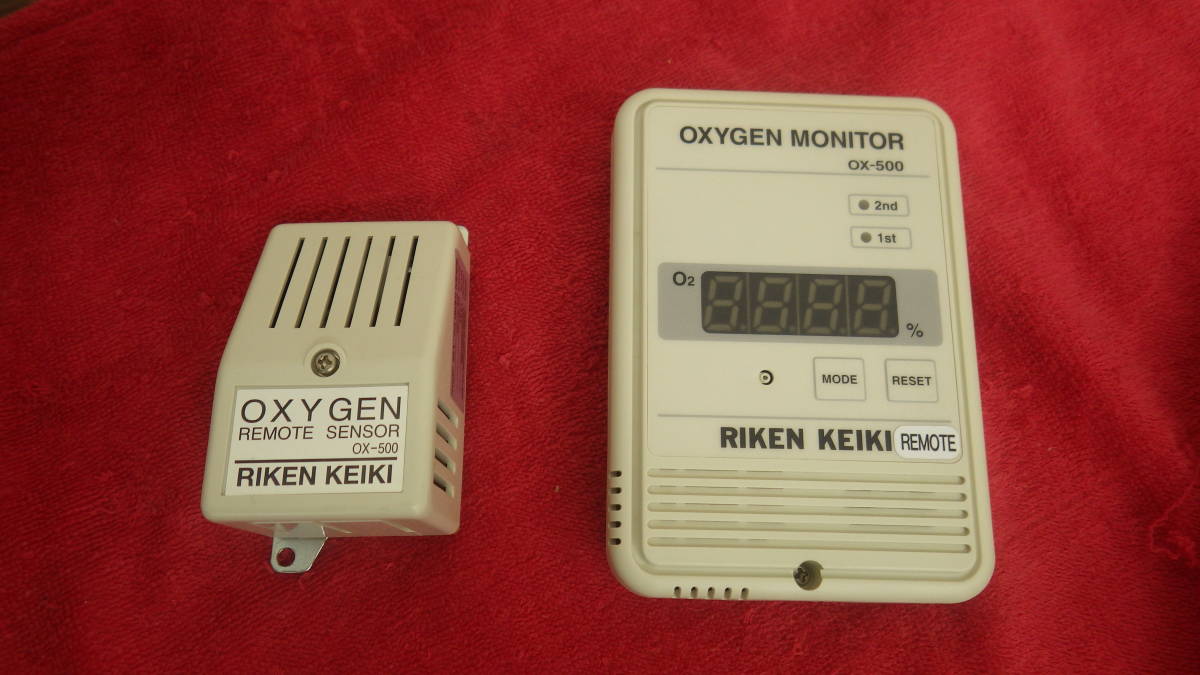 OXYGEN
REMOTE SENSOR
OX-500
RIKEN KEIKI
OXYGEN MONITOR
OX-500
2nd
1st
O2
%
MODE
RESET
RIKEN KEIKI REMOTE